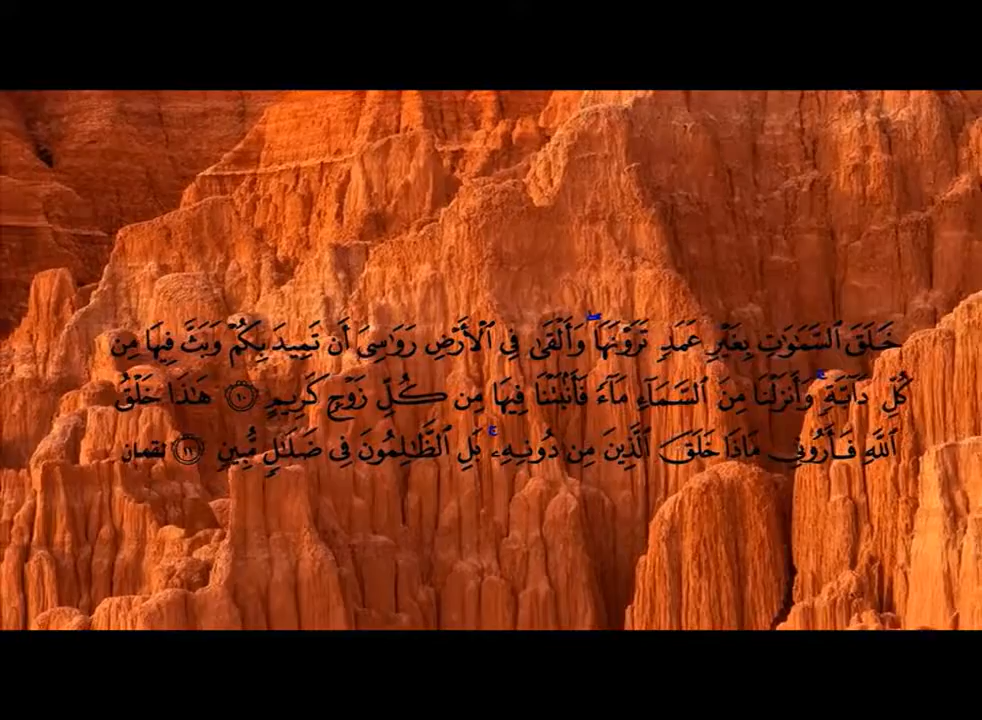 خَلَقَ ٱلسَّمَٰوَٰتِ بِغَيْرِ عَمَدٍ تَرَوْنَهَا ۖ وَأَلْقَىٰ فِي ٱلْأَرْضِ رَوَٰسِيَ أَن تَمِيدَ بِكُمْ وَبَثَّ فِيهَا مِن
كُلِّ دَآبَّةٍ ۚ وَأَنزَلْنَا مِنَ ٱلسَّمَآءِ مَآءً فَأَنۢبَتْنَا فِيهَا مِن كُلِّ زَوْجٍ كَرِيمٍ ١٠ هَٰذَا خَلْقُ
ٱللَّهِ فَأَرُونِي مَاذَا خَلَقَ ٱلَّذِينَ مِن دُونِهِۦ ۚ بَلِ ٱلظَّٰلِمُونَ فِي ضَلَٰلٍ مُّبِينٍ ١١ لقمان